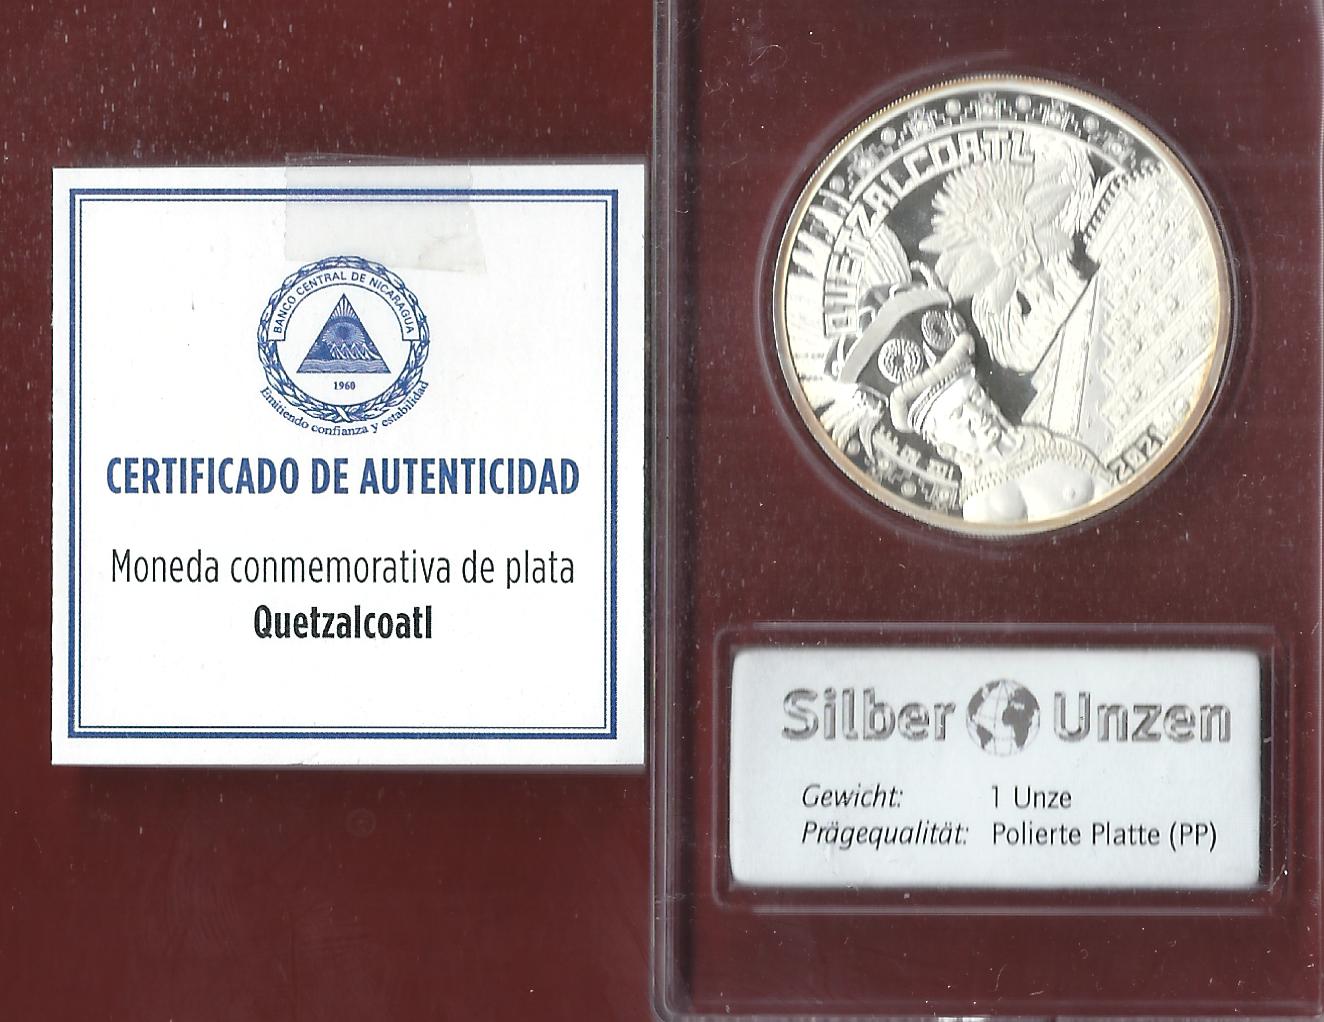 BANCO CENTRAL DE NICARAGUA
1960
Emitiendo confianza y estabilidad
CERTIFICADO DE AUTENTICIDAD
Moneda conmemorativa de plata
Quetzalcoatl
QUETZALCOATL
2021
Silber Unzen
Gewicht: 1 Unze
Prägequalität: Polierte Platte (PP)